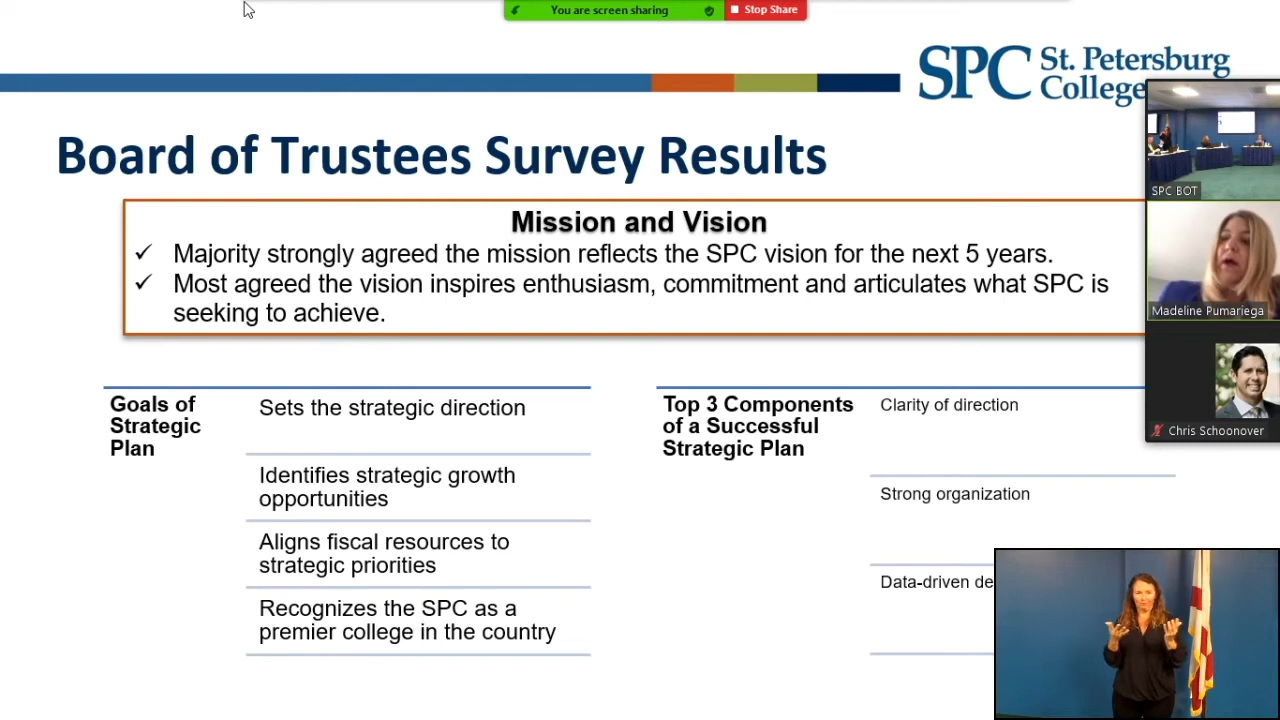 You are screen sharing
Stop Share
SPC St. Petersburg
College
Board of Trustees Survey Results
Mission and Vision
✓ Majority strongly agreed the mission reflects the SPC vision for the next 5 years.
✓ Most agreed the vision inspires enthusiasm, commitment and articulates what SPC is
seeking to achieve.
SPC BOT
Madeline Pumariega
Chris Schoonover
Goals of
Strategic
Plan
Sets the strategic direction
Identifies strategic growth
opportunities
Aligns fiscal resources to
strategic priorities
Recognizes the SPC as a
premier college in the country
Top 3 Components
of a Successful
Strategic Plan
Clarity of direction
Strong organization
Data-driven